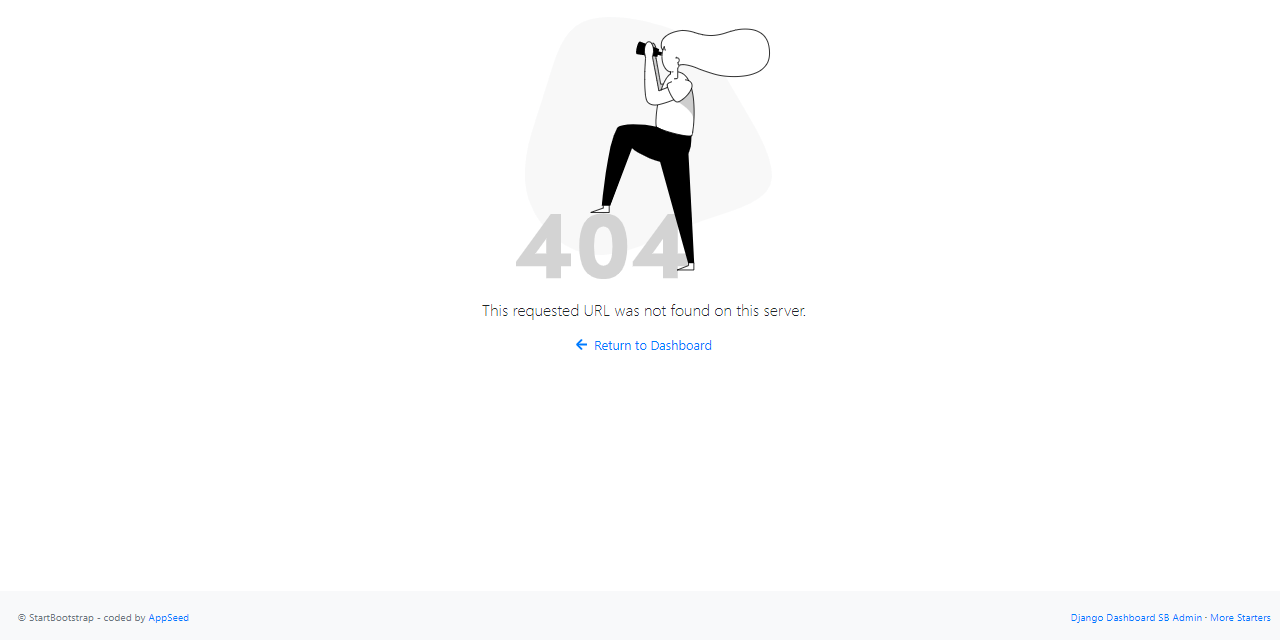 404
This requested URL was not found on this server.
Return to Dashboard
© StartBootstrap - coded by AppSeed
Django Dashboard SB Admin · More Starters